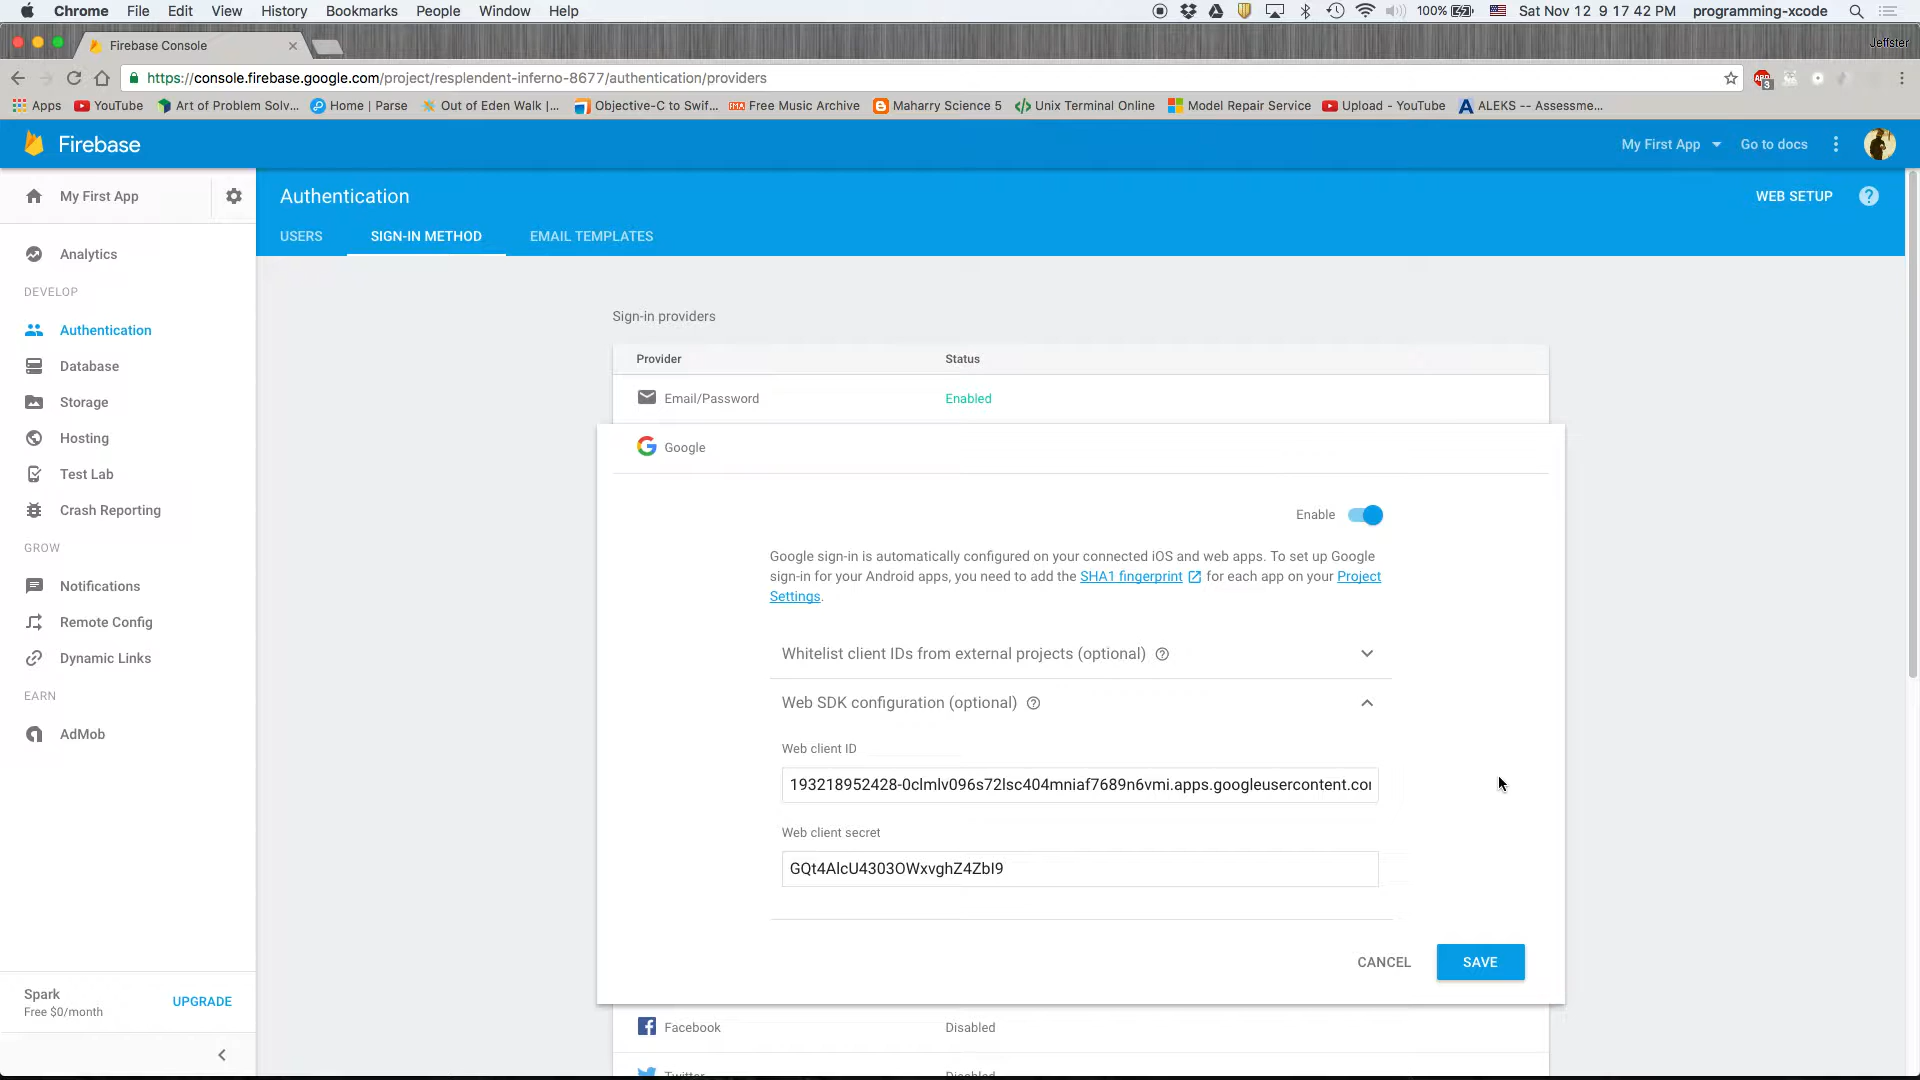 Chrome File Edit View History Bookmarks People Window Help 100% Sat Nov 12 9 17 42 PM programming-xcode
Firebase Console Jeffster
https://console.firebase.google.com/project/resplendent-inferno-8677/authentication/providers
Apps YouTube Art of Problem Solv... Home | Parse Out of Eden Walk |... Objective-C to Swif... FMA Free Music Archive Maharry Science 5 Unix Terminal Online Model Repair Service Upload - YouTube ALEKS -- Assessme...
Firebase My First App Go to docs
My First App
Authentication WEB SETUP
USERS SIGN-IN METHOD EMAIL TEMPLATES
Analytics
DEVELOP
Authentication
Database
Storage
Hosting
Test Lab
Crash Reporting
GROW
Notifications
Remote Config
Dynamic Links
EARN
AdMob
Spark
Free $0/month
UPGRADE
Sign-in providers
Provider Status
Email/Password Enabled
Google
Enable
Google sign-in is automatically configured on your connected iOS and web apps. To set up Google
sign-in for your Android apps, you need to add the SHA1 fingerprint for each app on your Project
Settings.
Whitelist client IDs from external projects (optional)
Web SDK configuration (optional)
Web client ID
193218952428-0clmlv096s72lsc404mniaf7689n6vmi.apps.googleusercontent.co
Web client secret
GQt4AlcU4303OWxvghZ4ZbI9
CANCEL SAVE
Facebook Disabled
Twitter Disabled